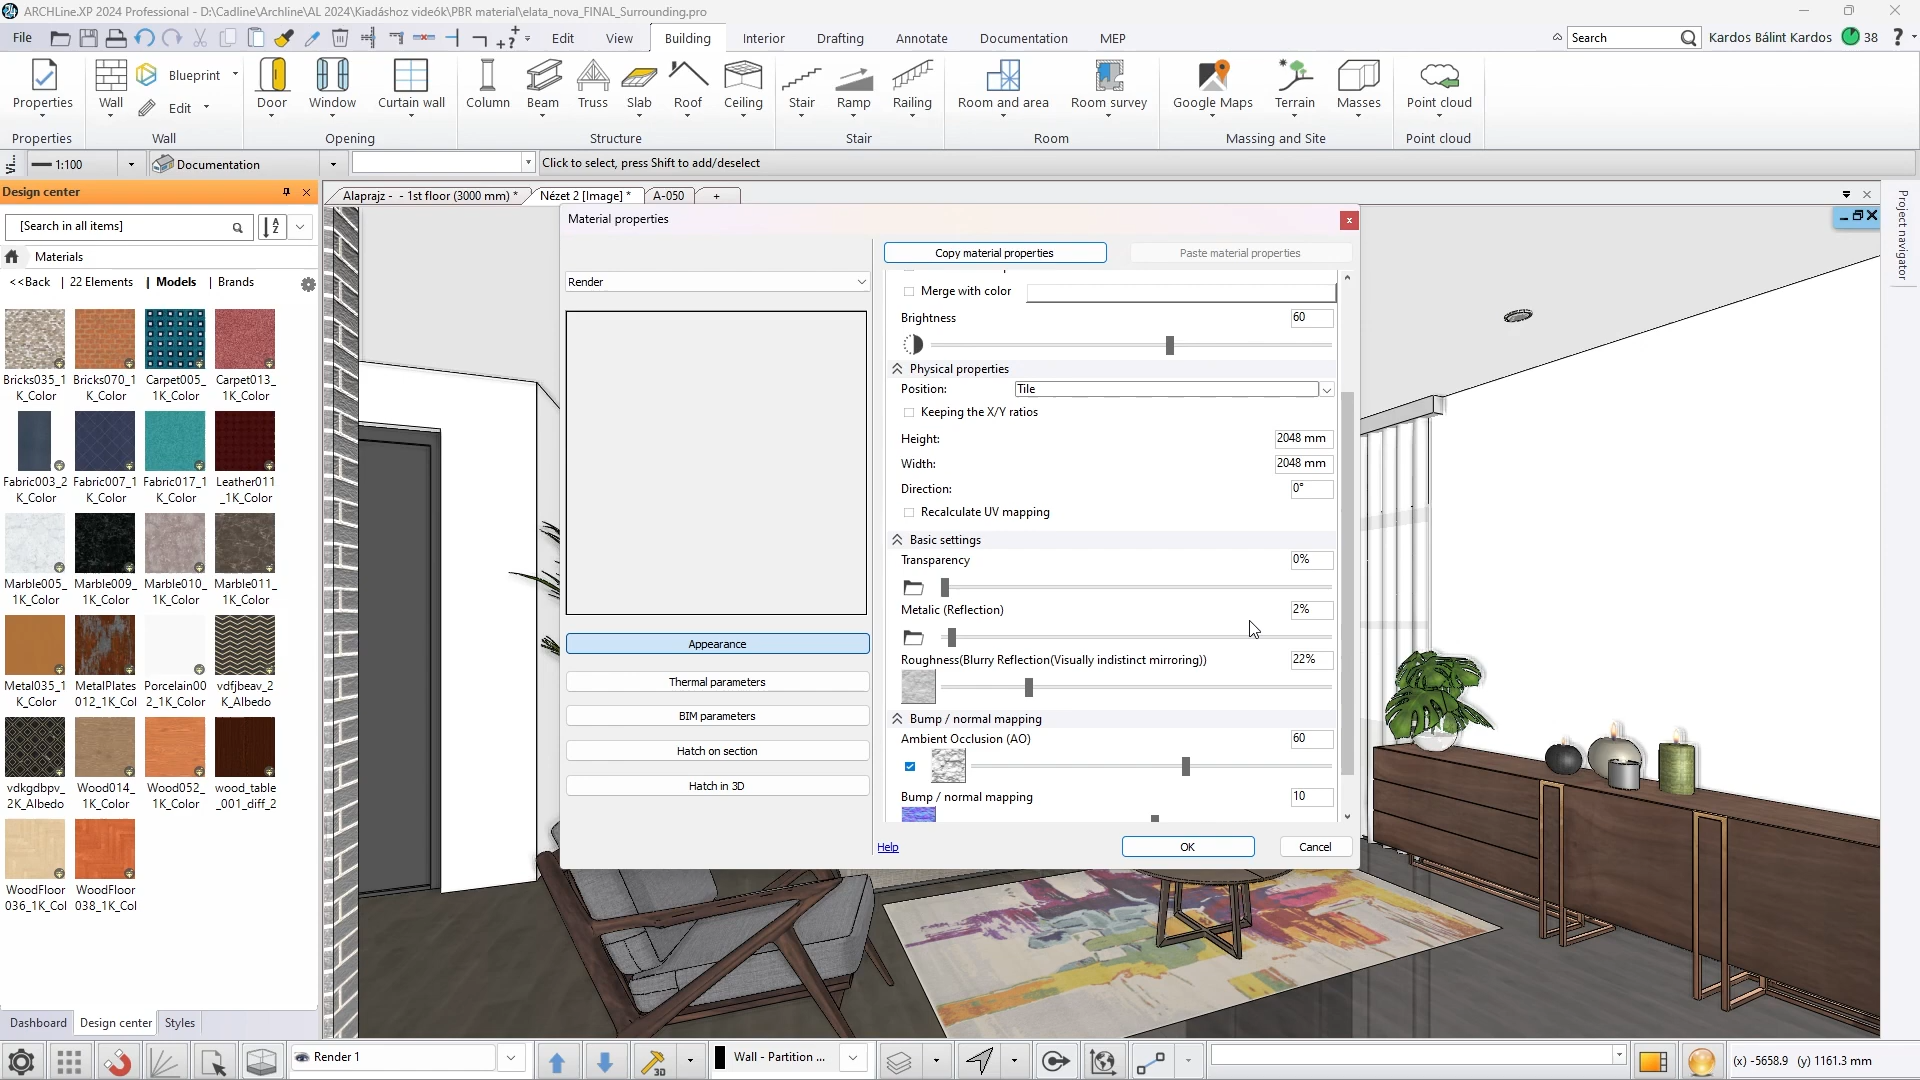 ARCHLine.XP 2024 Professional - D:\Cadline\Archline\AL 2024\Kiadáshoz videók\PBR material\elata_nova_FINAL_Surrounding.pro
File Edit View Building Interior Drafting Annotate Documentation MEP Search Kardos Bálint Kardos 38 ?
Properties Wall Blueprint Edit Door Window Curtain wall Column Beam Truss Slab Roof Ceiling Stair Ramp Railing Room and area Room survey Google Maps Terrain Masses Point cloud
Properties Wall Opening Structure Stair Room Massing and Site Point cloud
1:100 Documentation Click to select, press Shift to add/deselect
Design center
Alaprajz - - 1st floor (3000 mm) * Nézet 2 [Image] * A-050 +
Project navigator
[Search in all items]
Materials
<<Back | 22 Elements | Models | Brands
Bricks035_1K_Color
Bricks070_1K_Color
Carpet005_1K_Color
Carpet013_1K_Color
Fabric003_2K_Color
Fabric007_1K_Color
Fabric017_1K_Color
Leather011_1K_Color
Marble005_1K_Color
Marble009_1K_Color
Marble010_1K_Color
Marble011_1K_Color
Metal035_1K_Color
MetalPlates012_1K_Col
Porcelain002_1K_Color
vdfjbeav_2K_Albedo
vdkgdbpv_2K_Albedo
Wood014_1K_Color
Wood052_1K_Color
wood_table_001_diff_2
WoodFloor036_1K_Col
WoodFloor038_1K_Col
Dashboard Design center Styles
Material properties
Render
Appearance
Thermal parameters
BIM parameters
Hatch on section
Hatch in 3D
Copy material properties Paste material properties
Merge with color
Brightness 60
Physical properties
Position: Tile
Keeping the X/Y ratios
Height: 2048 mm
Width: 2048 mm
Direction: 0°
Recalculate UV mapping
Basic settings
Transparency 0%
Metalic (Reflection) 2%
Roughness(Blurry Reflection(Visually indistinct mirroring)) 22%
Bump / normal mapping
Ambient Occlusion (AO) 60
Bump / normal mapping 10
Help OK Cancel
Render 1 3D Wall - Partition ... (x) -5658.9 (y) 1161.3 mm